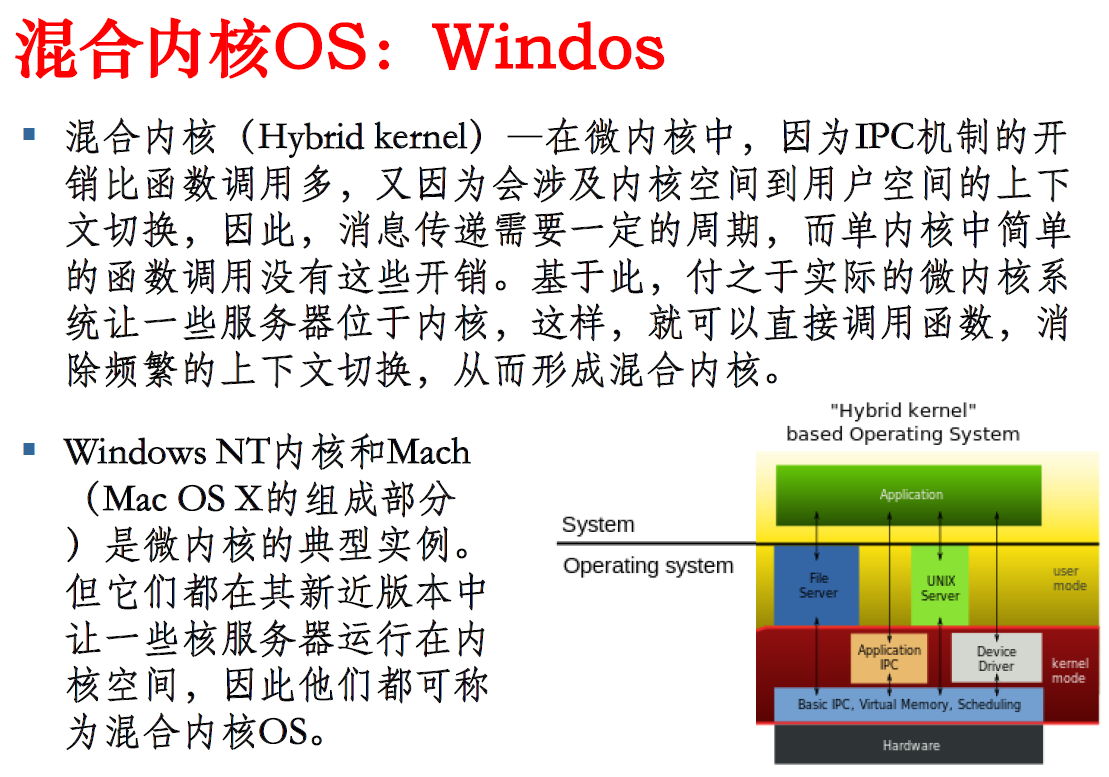 混合内核OS：Windos
▪ 混合内核（Hybrid kernel）—在微内核中，因为IPC机制的开
销比函数调用多，又因为会涉及内核空间到用户空间的上下
文切换，因此，消息传递需要一定的周期，而单内核中简单
的函数调用没有这些开销。基于此，付之于实际的微内核系
统让一些服务器位于内核，这样，就可以直接调用函数，消
除频繁的上下文切换，从而形成混合内核。
▪ Windows NT内核和Mach
（Mac OS X的组成部分
）是微内核的典型实例。
但它们都在其新近版本中
让一些核服务器运行在内
核空间，因此他们都可称
为混合内核OS。
"Hybrid kernel"
based Operating System
Application
System
Operating system
File
Server
UNIX
Server
user
mode
Application
IPC
Device
Driver
kernel
mode
Basic IPC, Virtual Memory, Scheduling
Hardware